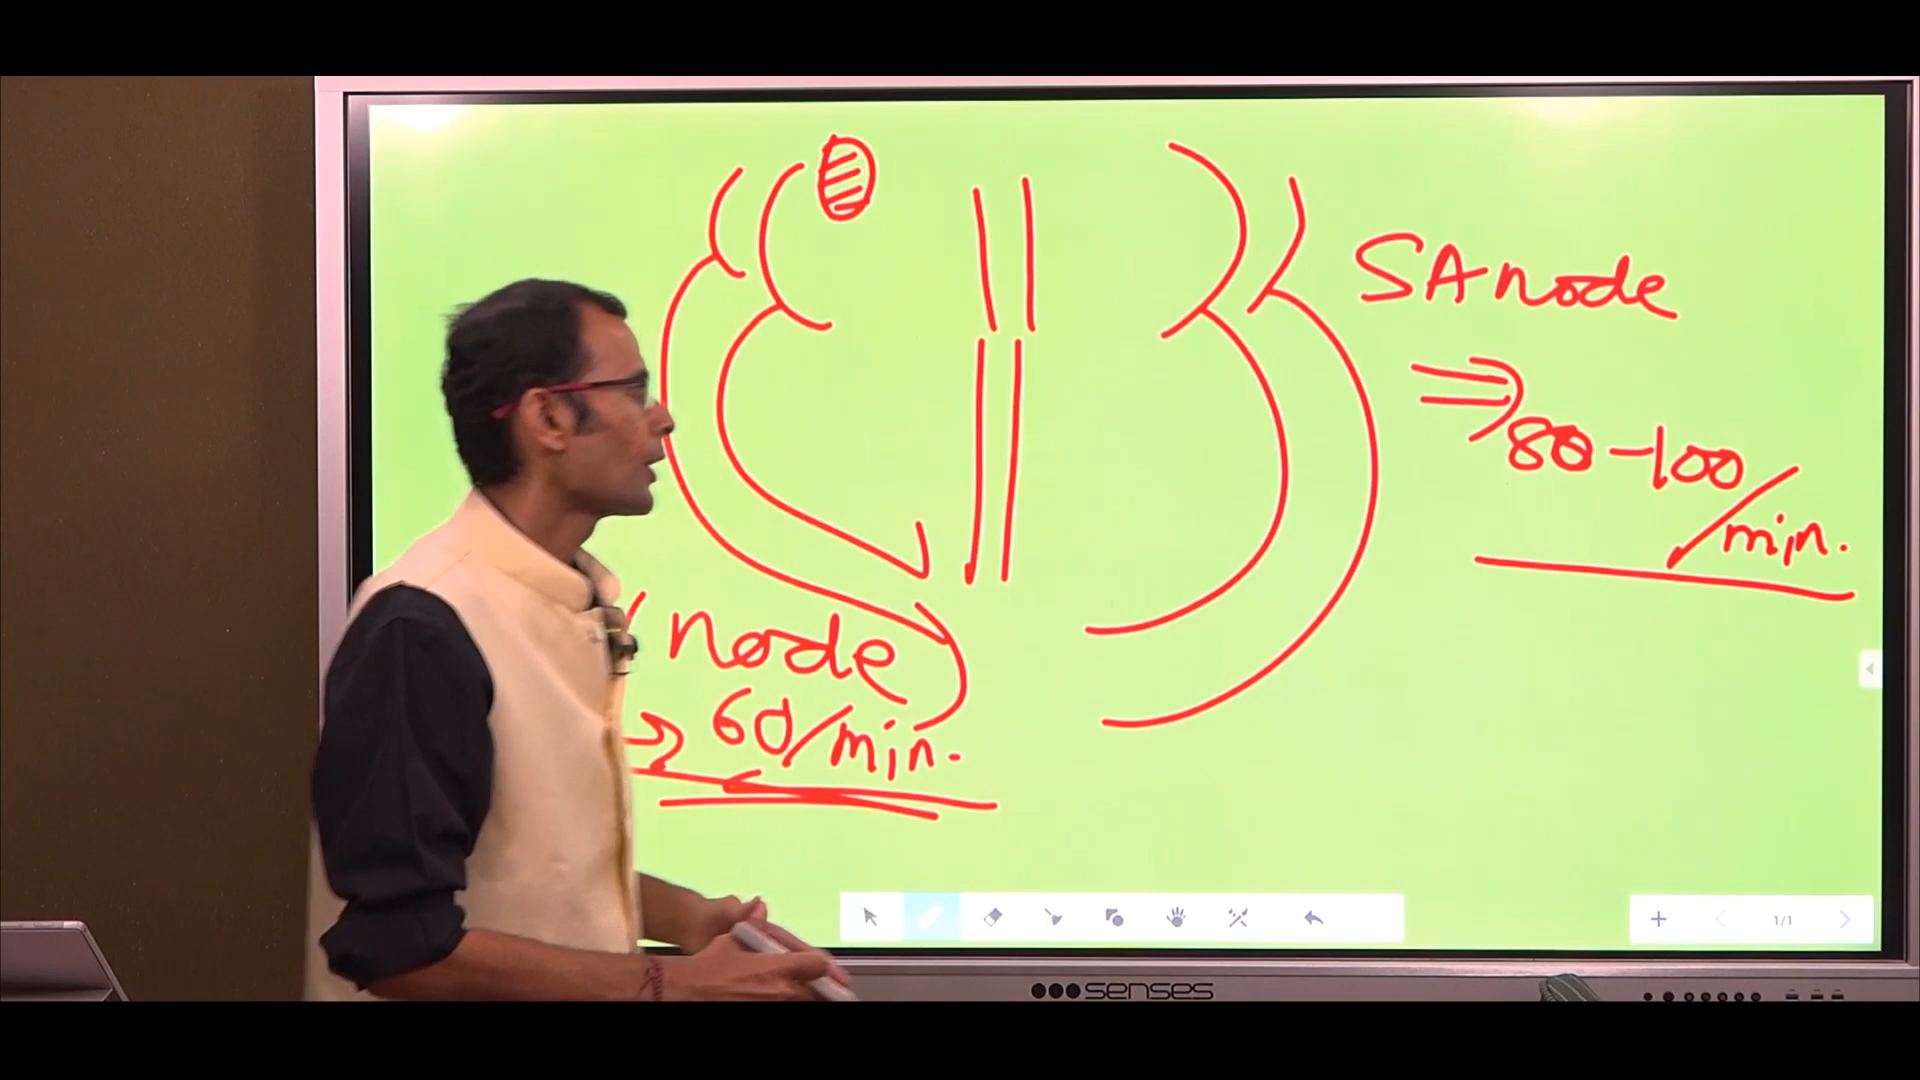 SA node
⇒ 80-100/
min.
node
→ 60/min.
1/1
senses